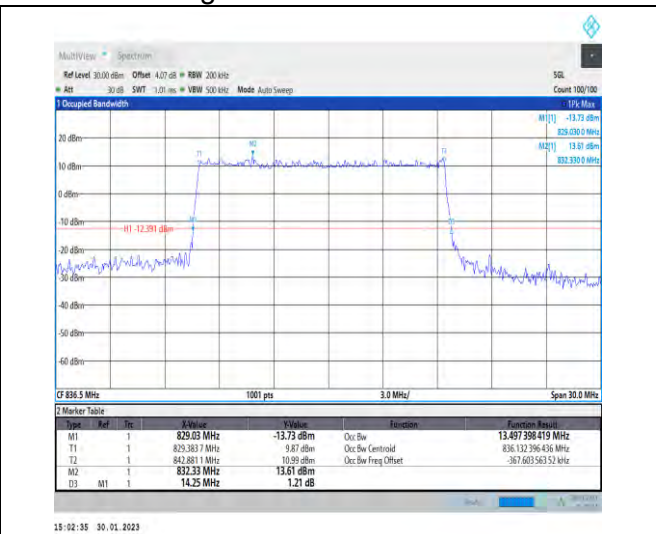 MultiView Spectrum
Ref Level 30.00 dBm Offset 4.07 dB RBW 200 kHz SGL
Att 30 dB SWT 1.01 ms VBW 500 kHz Mode Auto Sweep Count 100/100
1 Occupied Bandwidth 1Pk Max
M1[1] -13.73 dBm
829.0300 MHz
M2[1] 13.61 dBm
832.3300 MHz
20 dBm
M2
T1
T2
10 dBm
0 dBm
-10 dBm
M1
D3
H1 -12.391 dBm
-20 dBm
-30 dBm
-40 dBm
-50 dBm
-60 dBm
CF 836.5 MHz 1001 pts 3.0 MHz/ Span 30.0 MHz
2 Marker Table
Type Ref Trc X-Value Y-Value Function Function Result
M1 1 829.03 MHz -13.73 dBm Occ Bw 13.497 398 419 MHz
T1 1 829.383 7 MHz 9.87 dBm Occ Bw Centroid 836.132 396 436 MHz
T2 1 842.881 1 MHz 10.99 dBm Occ Bw Freq Offset -367.603 563 52 kHz
M2 1 832.33 MHz 13.61 dBm
D3 M1 1 14.25 MHz 1.21 dB
15:02:35 30.01.2023